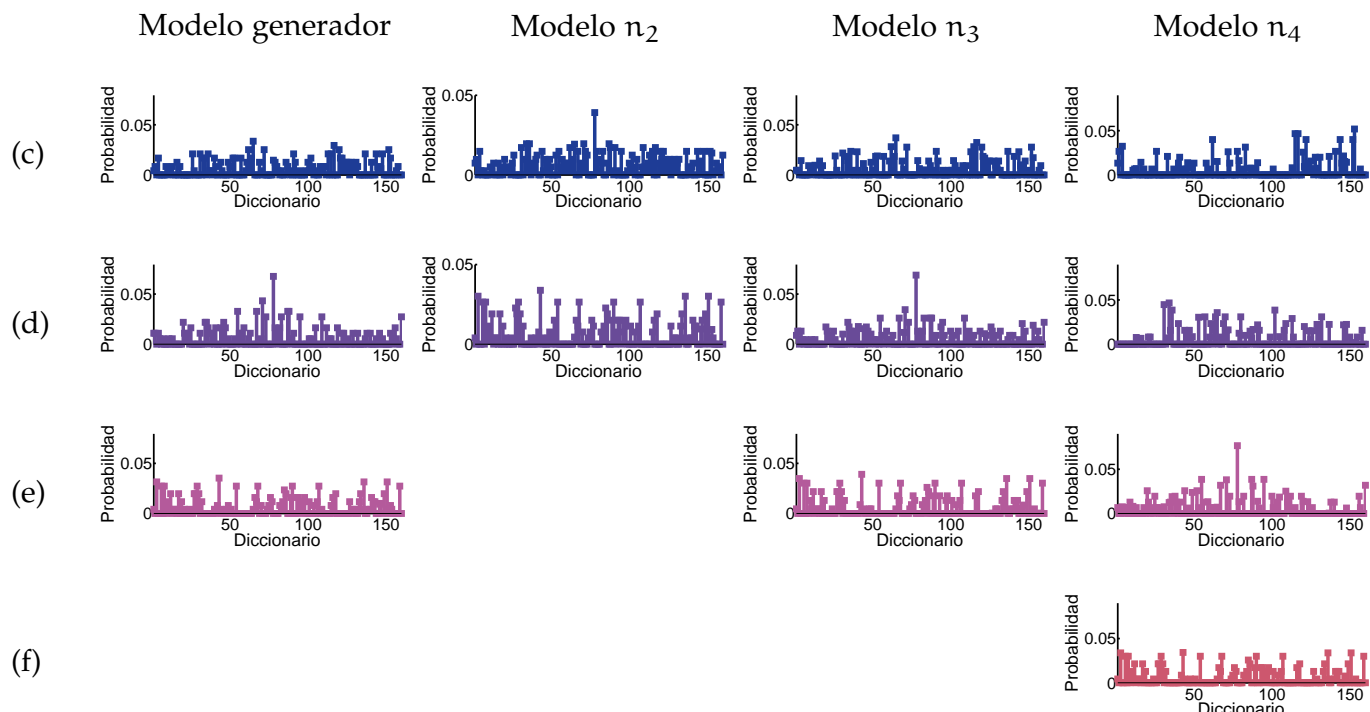 Modelo generador Modelo n₂ Modelo n₃ Modelo n₄
(c)
Probabilidad 0.05 0 50 100 150 Diccionario
Probabilidad 0.05 0 50 100 150 Diccionario
Probabilidad 0.05 0 50 100 150 Diccionario
Probabilidad 0.05 0 50 100 150 Diccionario
(d)
Probabilidad 0.05 0 50 100 150 Diccionario
Probabilidad 0.05 0 50 100 150 Diccionario
Probabilidad 0.05 0 50 100 150 Diccionario
Probabilidad 0.05 0 50 100 150 Diccionario
(e)
Probabilidad 0.05 0 50 100 150 Diccionario
Probabilidad 0.05 0 50 100 150 Diccionario
Probabilidad 0.05 0 50 100 150 Diccionario
(f)
Probabilidad 0.05 0 50 100 150 Diccionario